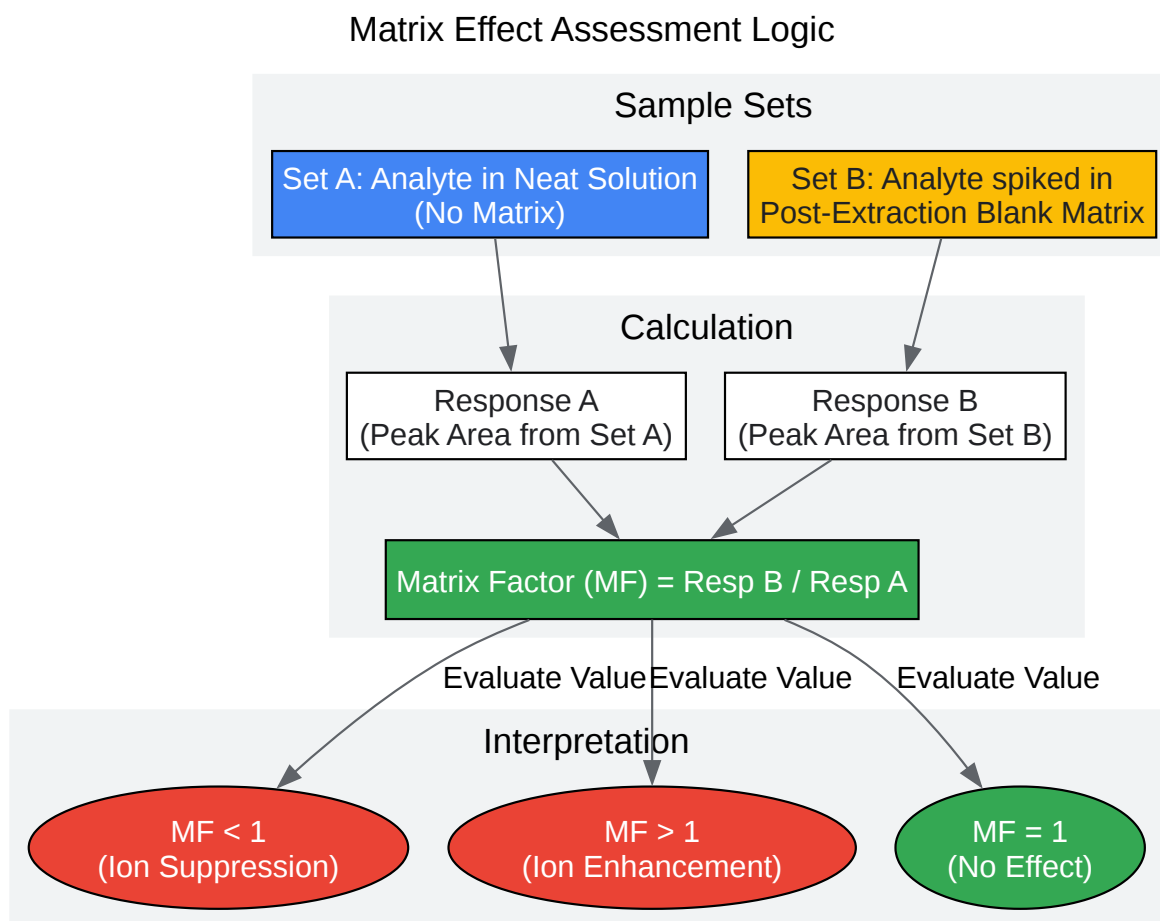 Matrix Effect Assessment Logic
Sample Sets
Set A: Analyte in Neat Solution
(No Matrix)
Set B: Analyte spiked in
Post-Extraction Blank Matrix
Calculation
Response A
(Peak Area from Set A)
Response B
(Peak Area from Set B)
Matrix Factor (MF) = Resp B / Resp A
Evaluate Value
Evaluate Value
Evaluate Value
Interpretation
MF < 1
(Ion Suppression)
MF > 1
(Ion Enhancement)
MF = 1
(No Effect)